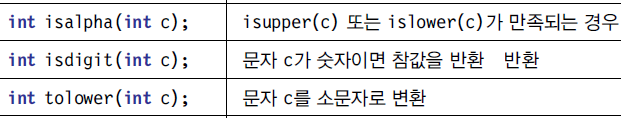 int isalpha(int c); isupper(c) 또는 islower(c)가 만족되는 경우
int isdigit(int c); 문자 c가 숫자이면 참값을 반환 반환
int tolower(int c); 문자 c를 소문자로 변환